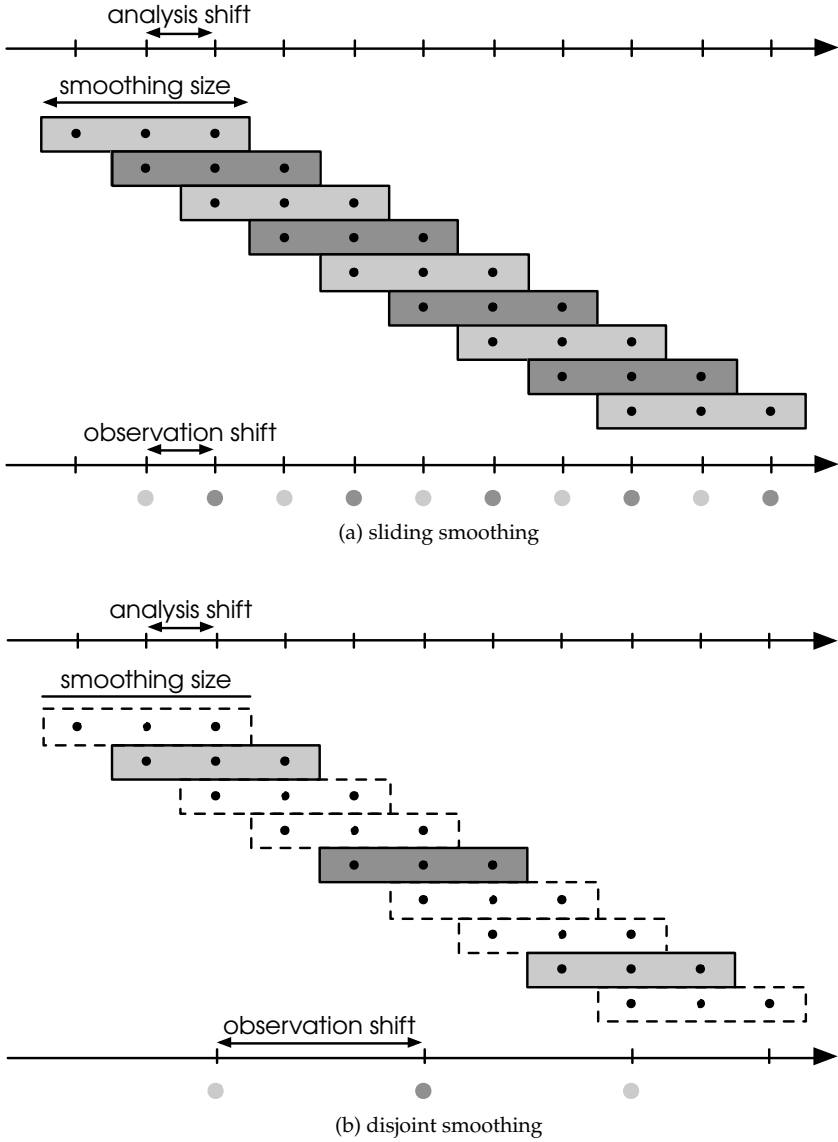 analysis shift
smoothing size
observation shift
(a) sliding smoothing
analysis shift
smoothing size
observation shift
(b) disjoint smoothing